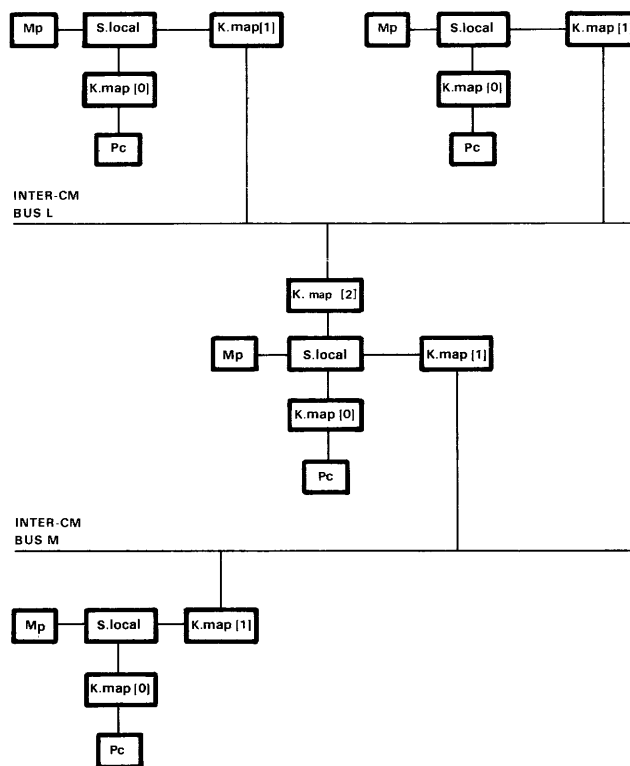 Mp S.local K.map[1] Mp S.local K.map [1
K.map [0] K.map [0]
Pc Pc
INTER-CM
BUS L
K. map [2]
Mp S.local K.map[1]
K.map [0]
Pc
INTER-CM
BUS M
Mp S.local K.map [1]
K.map [0]
Pc